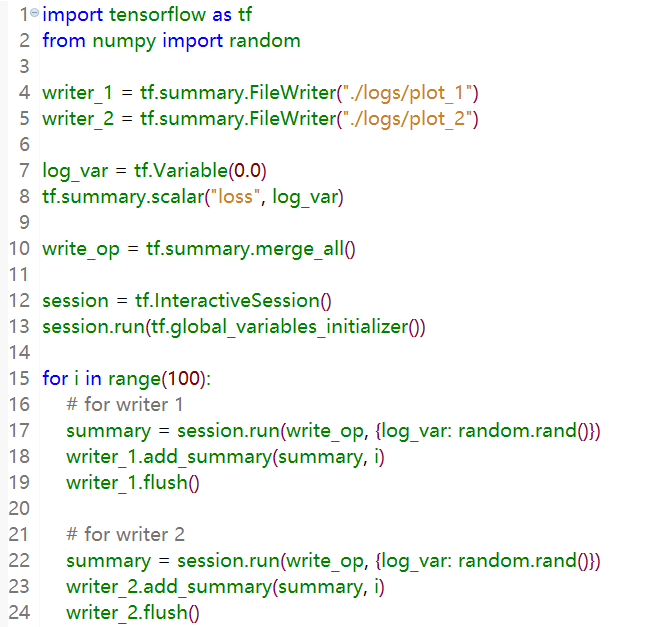 1 import tensorflow as tf
2 from numpy import random
3
4 writer_1 = tf.summary.FileWriter("./logs/plot_1")
5 writer_2 = tf.summary.FileWriter("./logs/plot_2")
6
7 log_var = tf.Variable(0.0)
8 tf.summary.scalar("loss", log_var)
9
10 write_op = tf.summary.merge_all()
11
12 session = tf.InteractiveSession()
13 session.run(tf.global_variables_initializer())
14
15 for i in range(100):
16     # for writer 1
17     summary = session.run(write_op, {log_var: random.rand()})
18     writer_1.add_summary(summary, i)
19     writer_1.flush()
20
21     # for writer 2
22     summary = session.run(write_op, {log_var: random.rand()})
23     writer_2.add_summary(summary, i)
24     writer_2.flush()